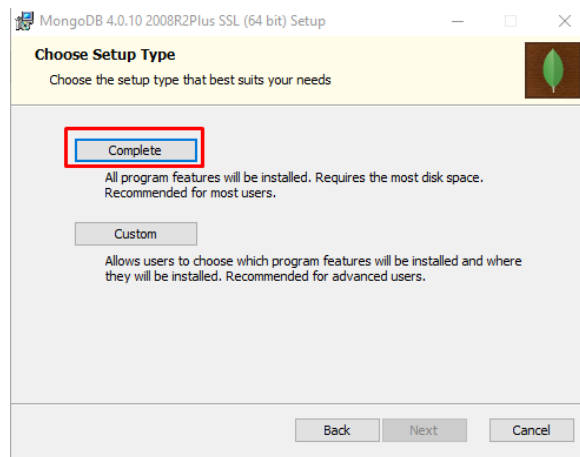 MongoDB 4.0.10 2008R2Plus SSL (64 bit) Setup
Choose Setup Type
Choose the setup type that best suits your needs
Complete
All program features will be installed. Requires the most disk space.
Recommended for most users.
Custom
Allows users to choose which program features will be installed and where
they will be installed. Recommended for advanced users.
Back Next Cancel